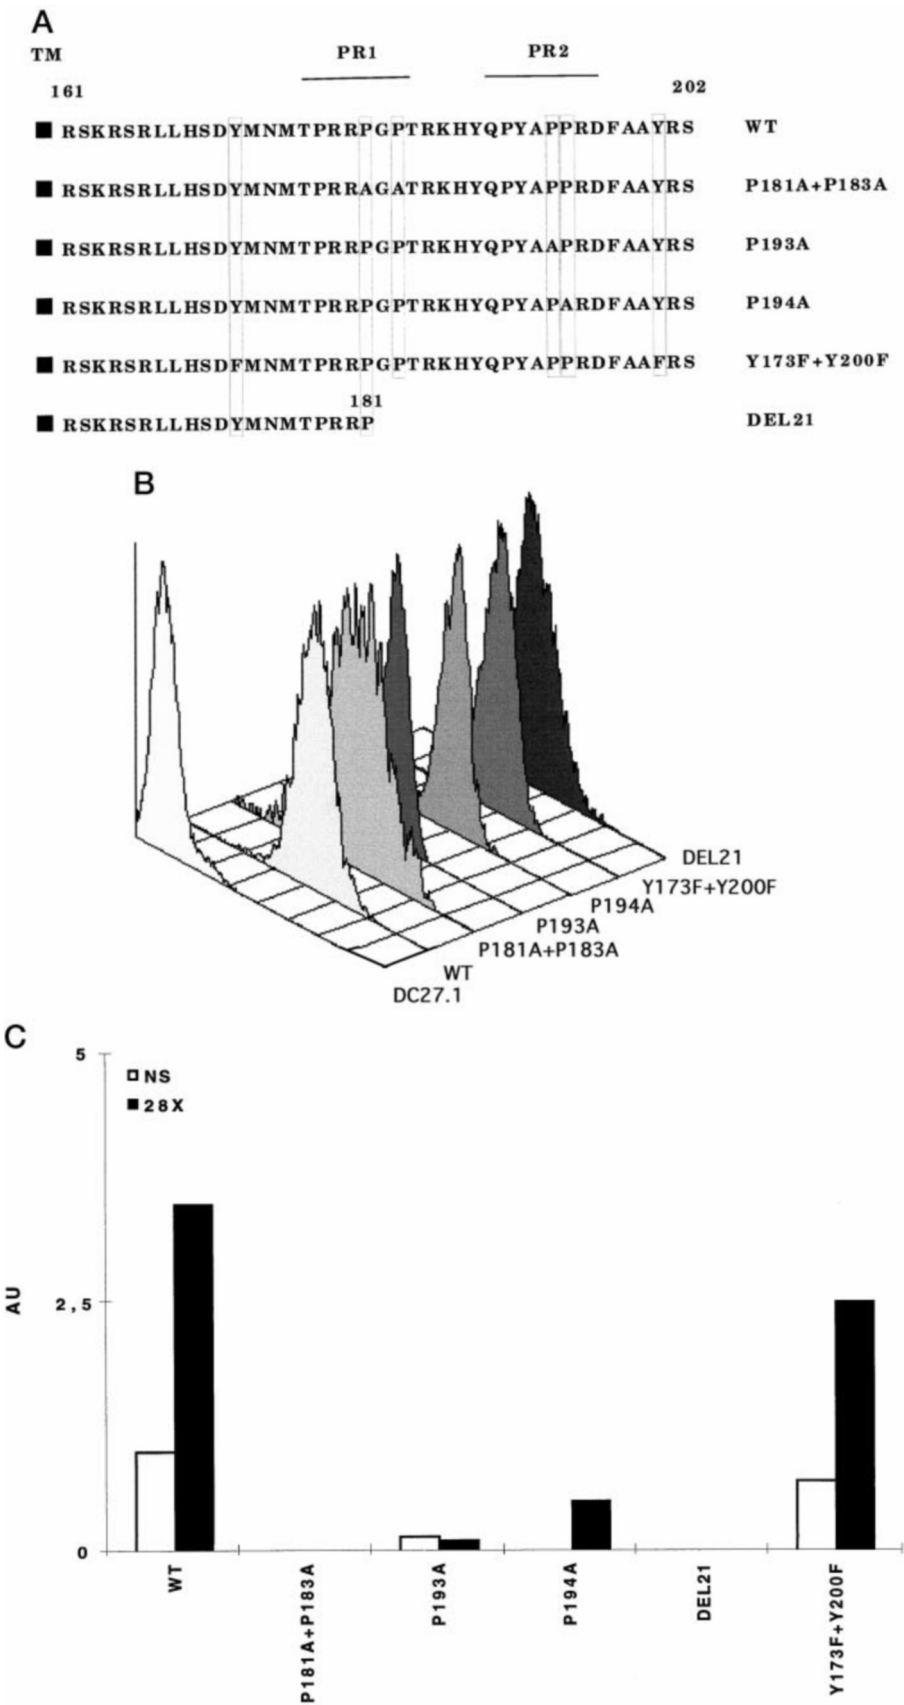 A
TM PR1 PR2
161 202
RSKRSRLLHSDYMNMTPRRPGPTRKHYQPYAPPRDFAAYRS WT
RSKRSRLLHSDYMNMTPRRAGATRKHYQPYAPPRDFAAYRS P181A+P183A
RSKRSRLLHSDYMNMTPRRPGPTRKHYQPYAAPRDFAAYRS P193A
RSKRSRLLHSDYMNMTPRRPGPTRKHYQPYAPARDFAAYRS P194A
RSKRSRLLHSDFMNMTPRRPGPTRKHYQPYAPPRDFAAFRS Y173F+Y200F
181
RSKRSRLLHSDYMNMTPRRP DEL21
B
DEL21
Y173F+Y200F
P194A
P193A
P181A+P183A
WT
DC27.1
C
5
NS
28X
AU
2,5
0
WT
P181A+P183A
P193A
P194A
DEL21
Y173F+Y200F